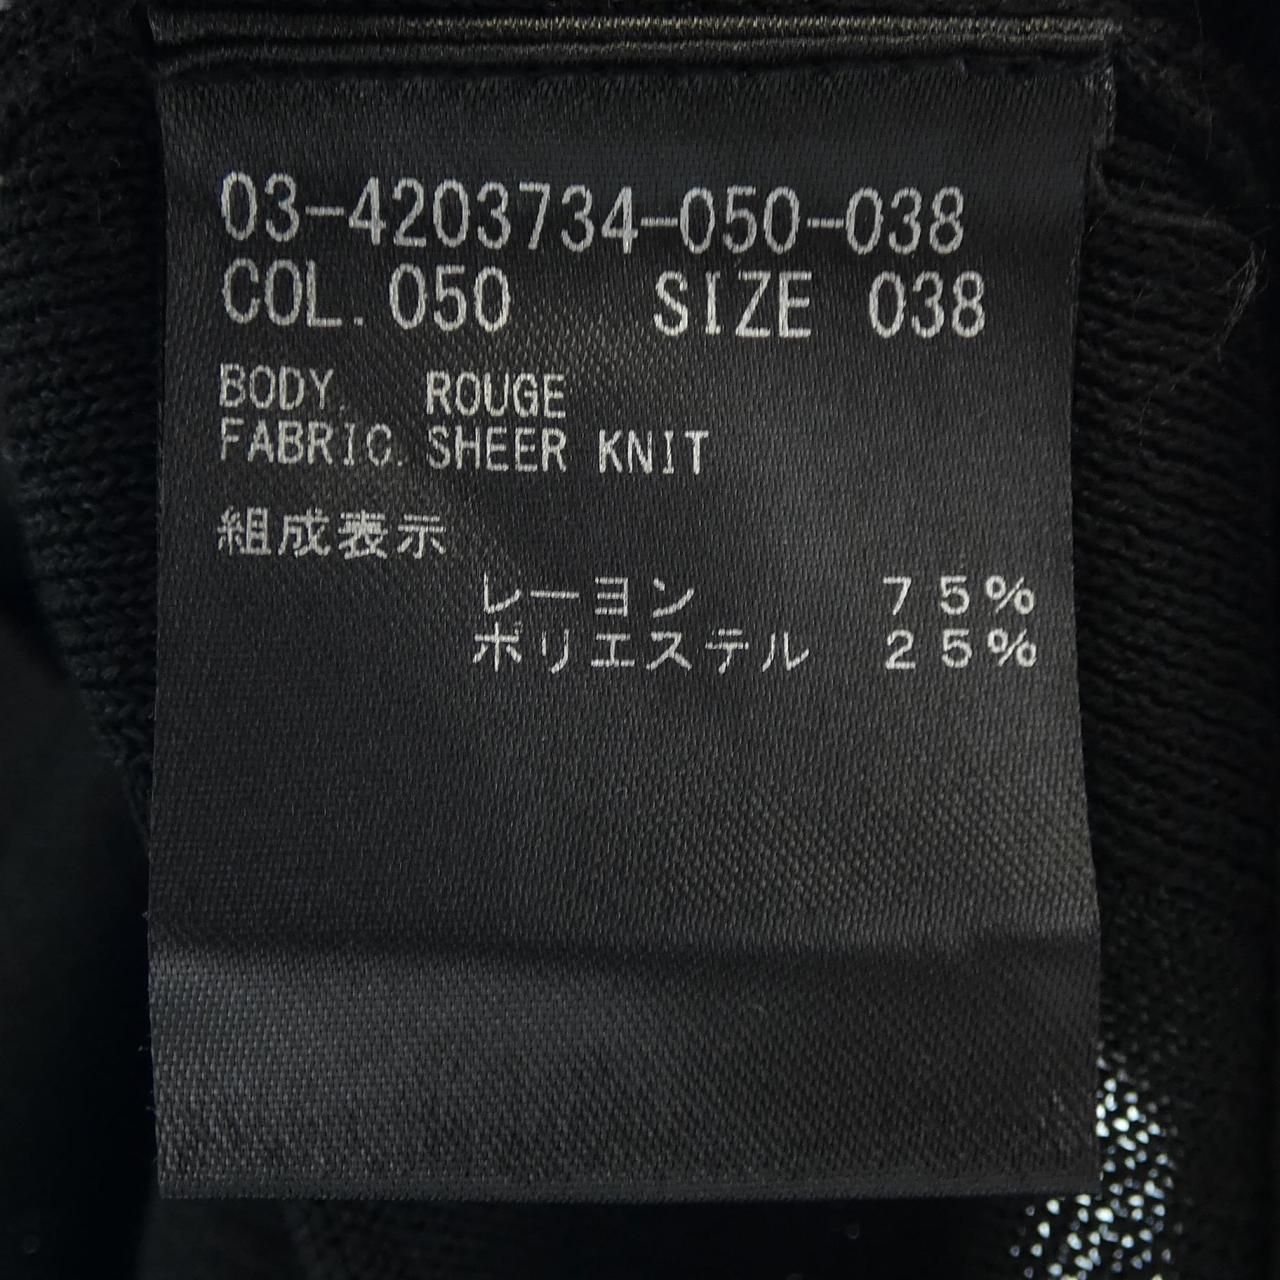 03-4203734-050-038
COL. 050 SIZE 038
BODY. ROUGE
FABRIC. SHEER KNIT
組成表示
レーヨン 75%
ポリエステル 25%